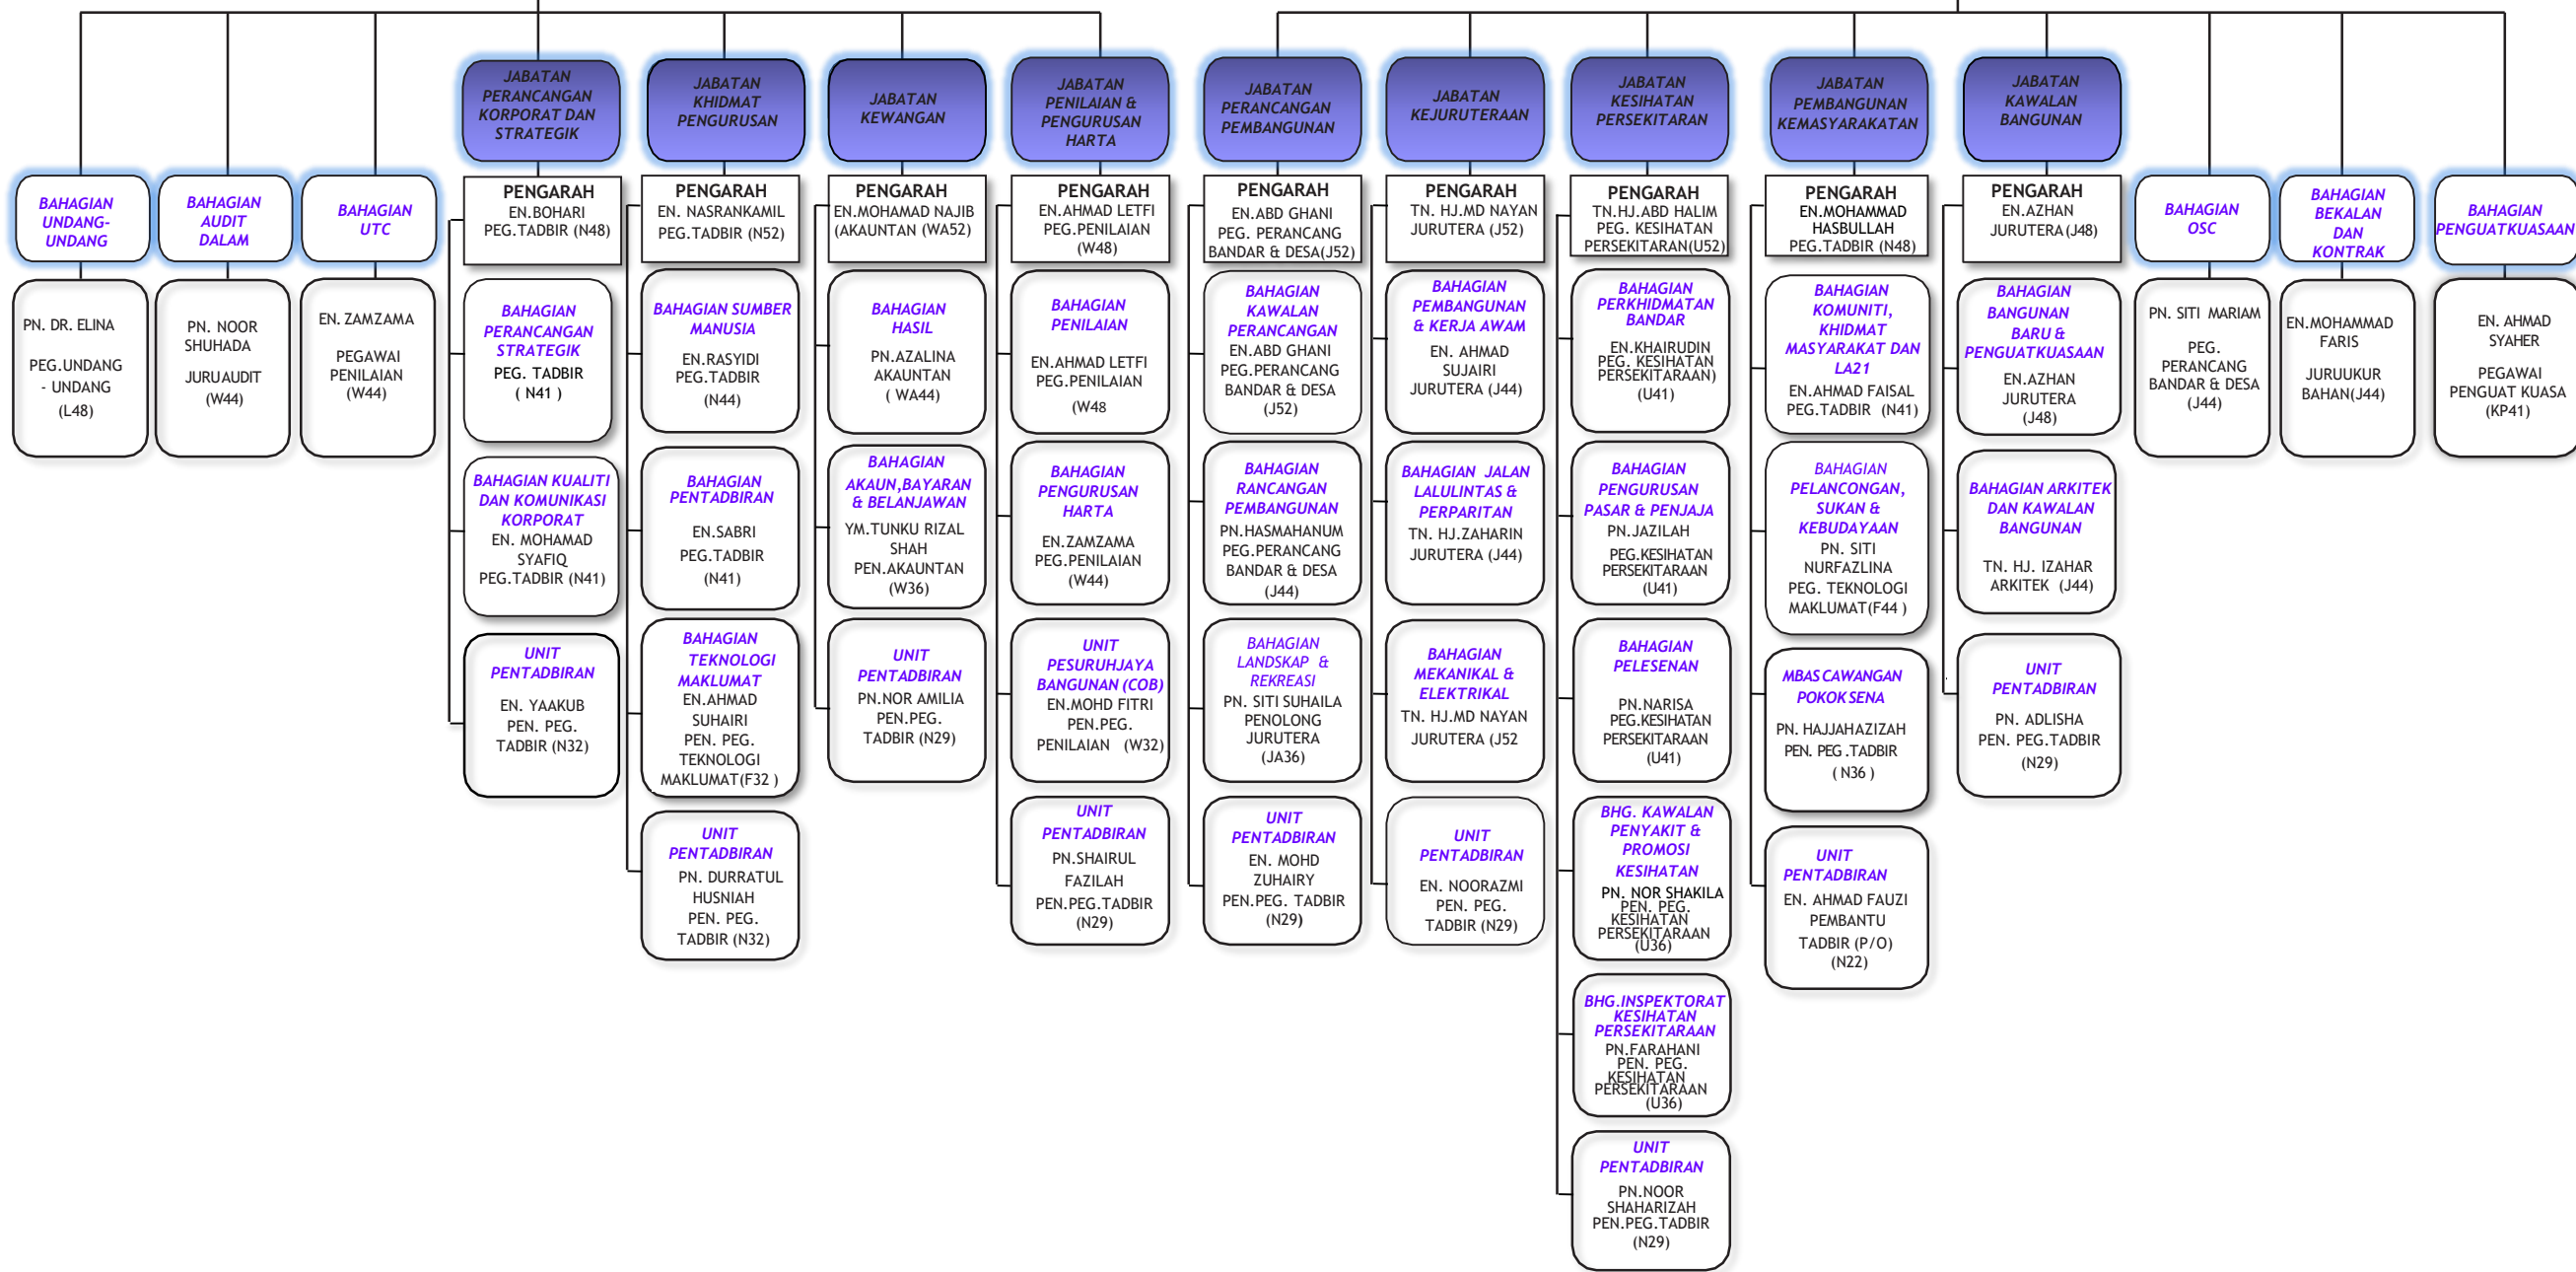 BAHAGIAN
UNDANG-
UNDANG
PN. DR. ELINA
PEG.UNDANG
- UNDANG
(L48)
BAHAGIAN
AUDIT
DALAM
PN. NOOR
SHUHADA
JURUAUDIT
(W44)
BAHAGIAN
UTC
EN. ZAMZAMA
PEGAWAI
PENILAIAN
(W44)
JABATAN
PERANCANGAN
KORPORAT DAN
STRATEGIK
PENGARAH
EN.BOHARI
PEG.TADBIR (N48)
BAHAGIAN
PERANCANGAN
STRATEGIK
PEG. TADBIR
( N41 )
BAHAGIAN KUALITI
DAN KOMUNIKASI
KORPORAT
EN. MOHAMAD
SYAFIQ
PEG.TADBIR (N41)
UNIT
PENTADBIRAN
EN. YAAKUB
PEN. PEG.
TADBIR (N32)
JABATAN
KHIDMAT
PENGURUSAN
PENGARAH
EN. NASRANKAMIL
PEG.TADBIR (N52)
BAHAGIAN SUMBER
MANUSIA
EN.RASYIDI
PEG.TADBIR
(N44)
BAHAGIAN
PENTADBIRAN
EN.SABRI
PEG.TADBIR
(N41)
BAHAGIAN
TEKNOLOGI
MAKLUMAT
EN.AHMAD
SUHAIRI
PEN. PEG.
TEKNOLOGI
MAKLUMAT(F32 )
UNIT
PENTADBIRAN
PN. DURRATUL
HUSNIAH
PEN. PEG.
TADBIR (N32)
JABATAN
KEWANGAN
PENGARAH
EN.MOHAMAD NAJIB
(AKAUNTAN (WA52)
BAHAGIAN
HASIL
PN.AZALINA
AKAUNTAN
( WA44)
BAHAGIAN
AKAUN,BAYARAN
& BELANJAWAN
YM.TUNKU RIZAL
SHAH
PEN.AKAUNTAN
(W36)
UNIT
PENTADBIRAN
PN.NOR AMILIA
PEN.PEG.
TADBIR (N29)
JABATAN
PENILAIAN &
PENGURUSAN
HARTA
PENGARAH
EN.AHMAD LETFI
PEG.PENILAIAN
(W48)
BAHAGIAN
PENILAIAN
EN.AHMAD LETFI
PEG.PENILAIAN
(W48
BAHAGIAN
PENGURUSAN
HARTA
EN.ZAMZAMA
PEG.PENILAIAN
(W44)
UNIT
PESURUHJAYA
BANGUNAN (COB)
EN.MOHD FITRI
PEN.PEG.
PENILAIAN (W32)
UNIT
PENTADBIRAN
PN.SHAIRUL
FAZILAH
PEN.PEG.TADBIR
(N29)
JABATAN
PERANCANGAN
PEMBANGUNAN
PENGARAH
EN.ABD GHANI
PEG. PERANCANG
BANDAR & DESA(J52)
BAHAGIAN
KAWALAN
PERANCANGAN
EN.ABD GHANI
PEG.PERANCANG
BANDAR & DESA
(J52)
BAHAGIAN
RANCANGAN
PEMBANGUNAN
PN.HASMAHANUM
PEG.PERANCANG
BANDAR & DESA
(J44)
BAHAGIAN
LANDSKAP &
REKREASI
PN. SITI SUHAILA
PENOLONG
JURUTERA
(JA36)
UNIT
PENTADBIRAN
EN. MOHD
ZUHAIRY
PEN.PEG. TADBIR
(N29)
JABATAN
KEJURUTERAAN
PENGARAH
TN. HJ.MD NAYAN
JURUTERA (J52)
BAHAGIAN
PEMBANGUNAN
& KERJA AWAM
EN. AHMAD
SUJAIRI
JURUTERA (J44)
BAHAGIAN JALAN
LALULINTAS &
PERPARITAN
TN. HJ.ZAHARIN
JURUTERA (J44)
BAHAGIAN
MEKANIKAL &
ELEKTRIKAL
TN. HJ.MD NAYAN
JURUTERA (J52
UNIT
PENTADBIRAN
EN. NOORAZMI
PEN. PEG.
TADBIR (N29)
JABATAN
KESIHATAN
PERSEKITARAN
PENGARAH
TN.HJ.ABD HALIM
PEG. KESIHATAN
PERSEKITARAN(U52)
BAHAGIAN
PERKHIDMATAN
BANDAR
EN.KHAIRUDIN
PEG. KESIHATAN
PERSEKITARAAN)
(U41)
BAHAGIAN
PENGURUSAN
PASAR & PENJAJA
PN.JAZILAH
PEG.KESIHATAN
PERSEKITARAAN
(U41)
BAHAGIAN
PELESENAN
PN.NARISA
PEG.KESIHATAN
PERSEKITARAAN
(U41)
BHG. KAWALAN
PENYAKIT &
PROMOSI
KESIHATAN
PN. NOR SHAKILA
PEN. PEG.
KESIHATAN
PERSEKITARAAN
(U36)
BHG.INSPEKTORAT
KESIHATAN
PERSEKITARAAN
PN.FARAHANI
PEN. PEG.
KESIHATAN
PERSEKITARAAN
(U36)
UNIT
PENTADBIRAN
PN.NOOR
SHAHARIZAH
PEN.PEG.TADBIR
(N29)
JABATAN
PEMBANGUNAN
KEMASYARAKATAN
PENGARAH
EN.MOHAMMAD
HASBULLAH
PEG.TADBIR (N48)
BAHAGIAN
KOMUNITI,
KHIDMAT
MASYARAKAT DAN
LA21
EN.AHMAD FAISAL
PEG.TADBIR (N41)
BAHAGIAN
PELANCONGAN,
SUKAN &
KEBUDAYAAN
PN. SITI
NURFAZLINA
PEG. TEKNOLOGI
MAKLUMAT(F44 )
MBAS CAWANGAN
POKOK SENA
PN. HAJJAHAZIZAH
PEN. PEG .TADBIR
( N36 )
UNIT
PENTADBIRAN
EN. AHMAD FAUZI
PEMBANTU
TADBIR (P/O)
(N22)
JABATAN
KAWALAN
BANGUNAN
PENGARAH
EN.AZHAN
JURUTERA (J48)
BAHAGIAN
BANGUNAN
BARU &
PENGUATKUASAAN
EN.AZHAN
JURUTERA
(J48)
BAHAGIAN ARKITEK
DAN KAWALAN
BANGUNAN
TN. HJ. IZAHAR
ARKITEK (J44)
UNIT
PENTADBIRAN
PN. ADLISHA
PEN. PEG.TADBIR
(N29)
BAHAGIAN
OSC
PN. SITI MARIAM
PEG.
PERANCANG
BANDAR & DESA
(J44)
BAHAGIAN
BEKALAN
DAN
KONTRAK
EN.MOHAMMAD
FARIS
JURUUKUR
BAHAN(J44)
BAHAGIAN
PENGUATKUASAAN
EN. AHMAD
SYAHER
PEGAWAI
PENGUAT KUASA
(KP41)